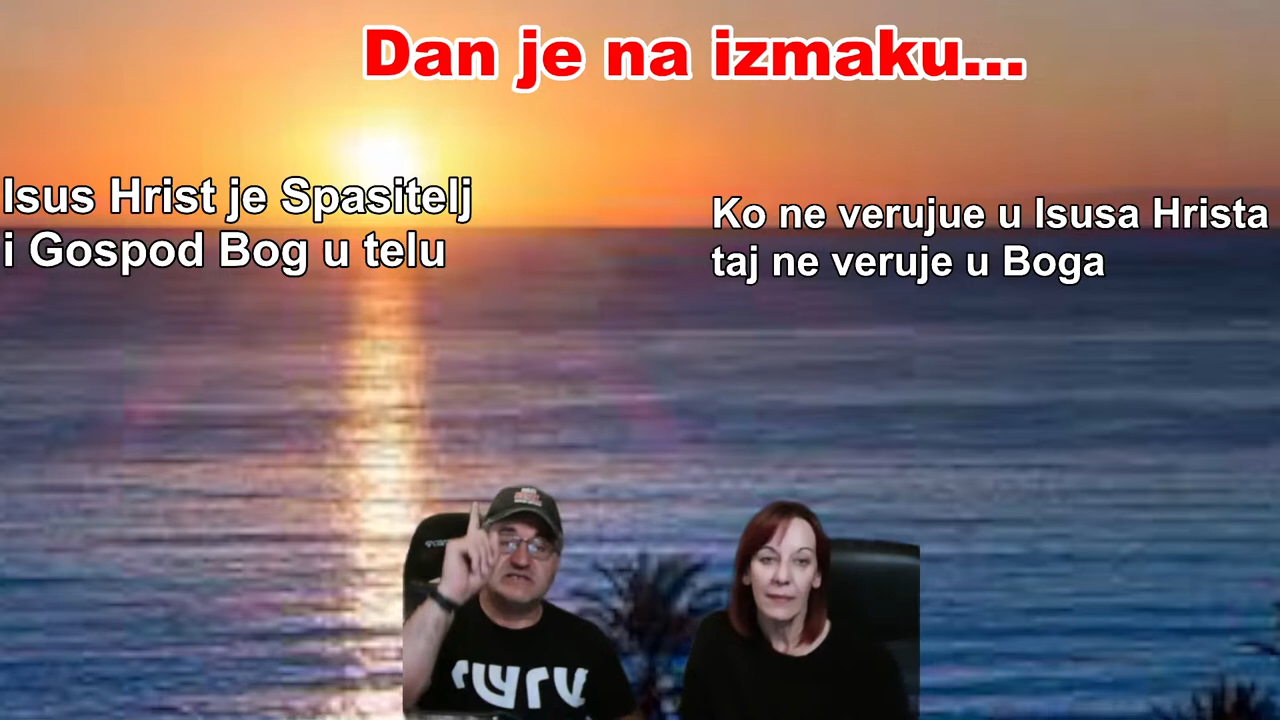 Dan je na izmaku...
Isus Hrist je Spasitelj
i Gospod Bog u telu
Ko ne verujue u Isusa Hrista
taj ne veruje u Boga